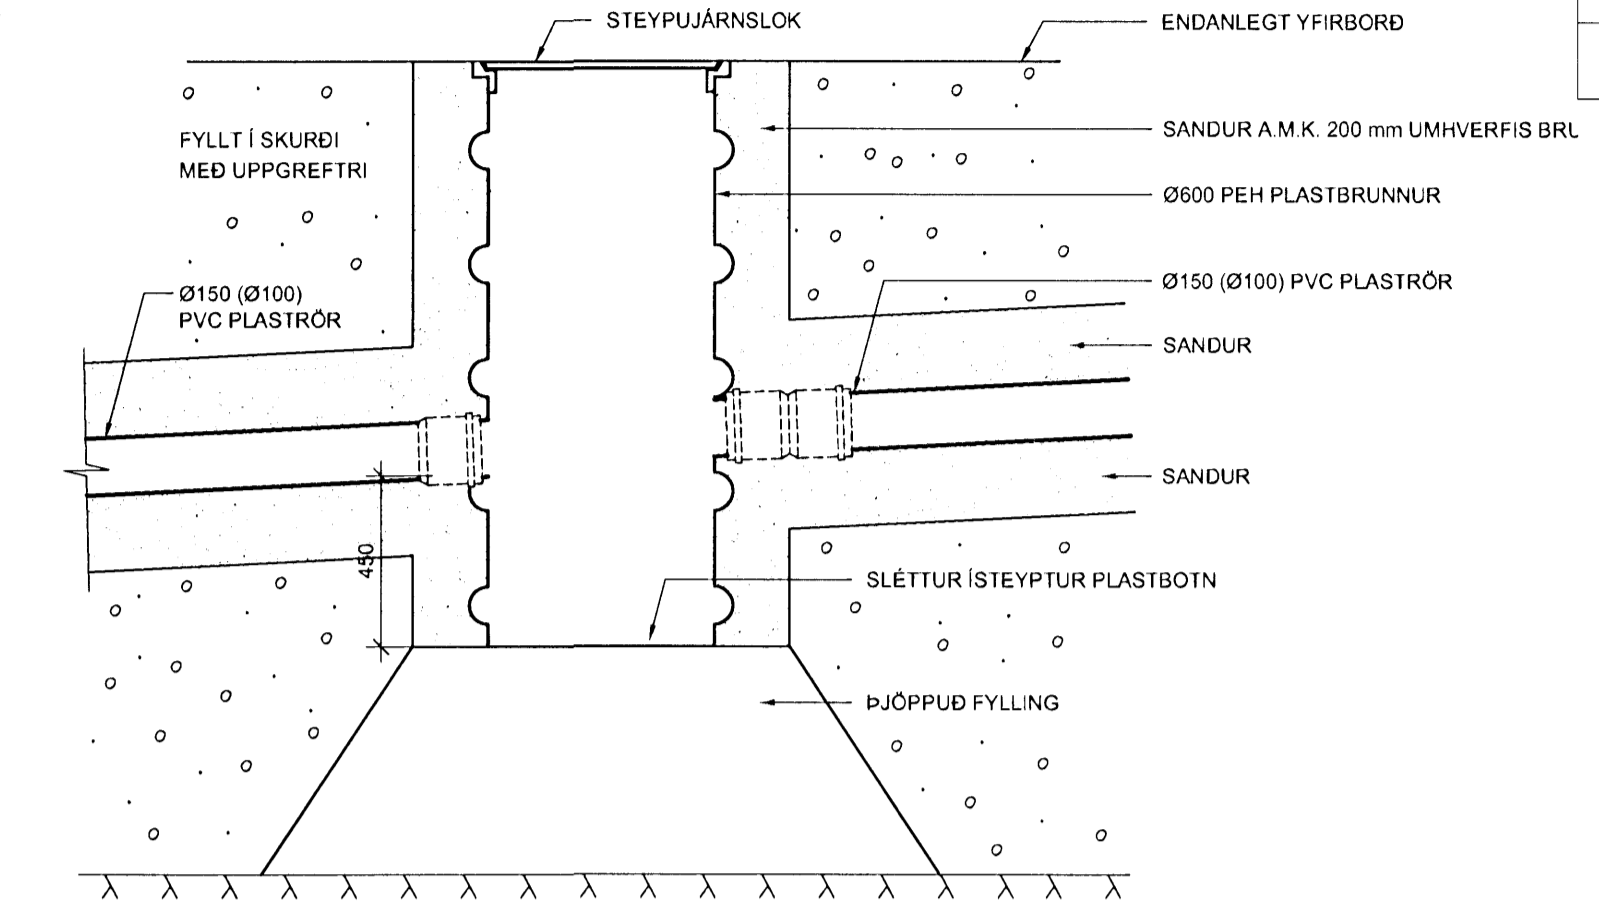 STEYPUJÁRNSLOK
ENDANLEGT YFIRBORÐ
FYLLT Í SKURÐI
MEÐ UPPGREFTRI
SANDUR A.M.K. 200 mm UMHVERFIS
Ø600 PEH PLASTBRUNNUR
Ø150 (Ø100)
PVC PLASTRÖR
Ø150 (Ø100) PVC PLASTRÖR
SANDUR
SANDUR
450
SLÉTTUR ÍSTEYPTUR PLASTBOTN
ÞJÖPPUÐ FYLLING